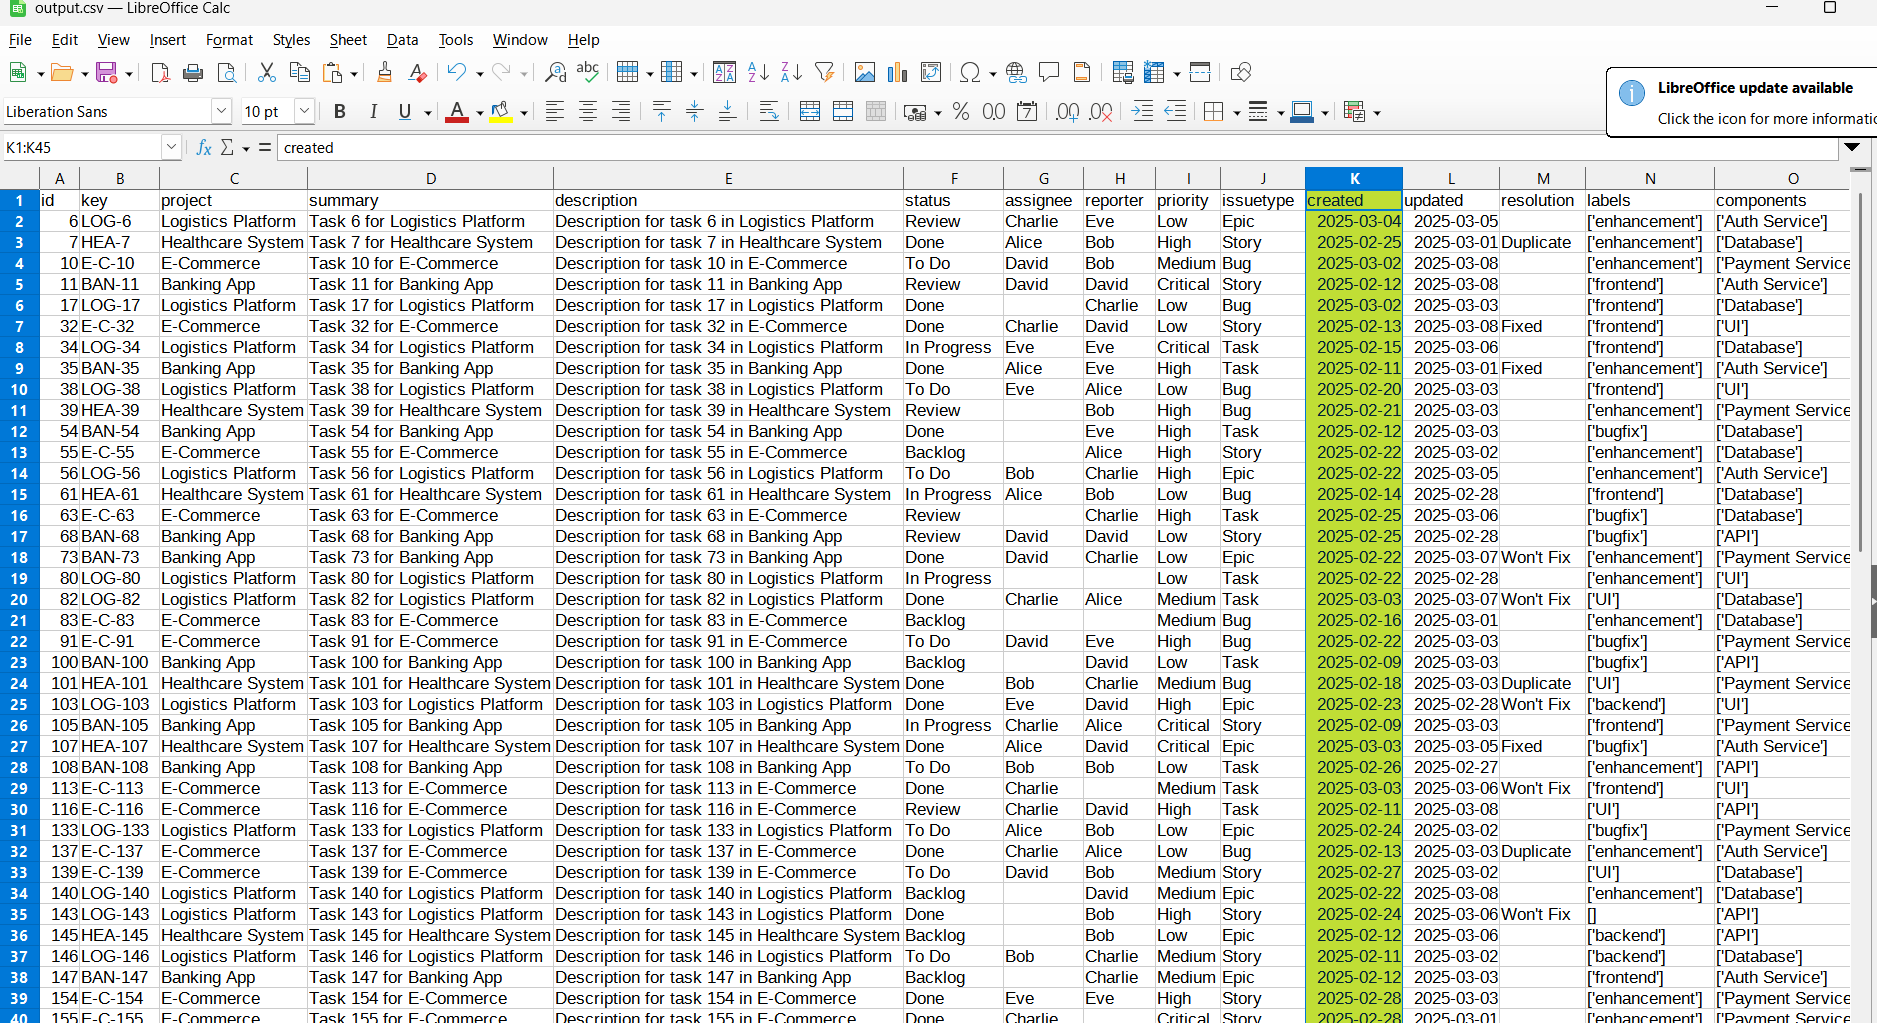 output.csv — LibreOffice Calc
File Edit View Insert Format Styles Sheet Data Tools Window Help
LibreOffice update available
Click the icon for more informatic
Liberation Sans 10 pt
K1:K45 created
A B C D E F G H I J K L M N O
1 id key project summary description status assignee reporter priority issuetype created updated resolution labels components
2 6 LOG-6 Logistics Platform Task 6 for Logistics Platform Description for task 6 in Logistics Platform Review Charlie Eve Low Epic 2025-03-04 2025-03-05 ['enhancement'] ['Auth Service']
3 7 HEA-7 Healthcare System Task 7 for Healthcare System Description for task 7 in Healthcare System Done Alice Bob High Story 2025-02-25 2025-03-01 Duplicate ['enhancement'] ['Database']
4 10 E-C-10 E-Commerce Task 10 for E-Commerce Description for task 10 in E-Commerce To Do David Bob Medium Bug 2025-03-02 2025-03-08 ['enhancement'] ['Payment Service
5 11 BAN-11 Banking App Task 11 for Banking App Description for task 11 in Banking App Review David David Critical Story 2025-02-12 2025-03-08 ['frontend'] ['Auth Service']
6 17 LOG-17 Logistics Platform Task 17 for Logistics Platform Description for task 17 in Logistics Platform Done Charlie Low Bug 2025-03-02 2025-03-03 ['frontend'] ['Database']
7 32 E-C-32 E-Commerce Task 32 for E-Commerce Description for task 32 in E-Commerce Done Charlie David Low Story 2025-02-13 2025-03-08 Fixed ['frontend'] ['UI']
8 34 LOG-34 Logistics Platform Task 34 for Logistics Platform Description for task 34 in Logistics Platform In Progress Eve Eve Critical Task 2025-02-15 2025-03-06 ['frontend'] ['Database']
9 35 BAN-35 Banking App Task 35 for Banking App Description for task 35 in Banking App Done Alice Eve High Task 2025-02-11 2025-03-01 Fixed ['enhancement'] ['Auth Service']
10 38 LOG-38 Logistics Platform Task 38 for Logistics Platform Description for task 38 in Logistics Platform To Do Eve Alice Low Bug 2025-02-20 2025-03-03 ['frontend'] ['UI']
11 39 HEA-39 Healthcare System Task 39 for Healthcare System Description for task 39 in Healthcare System Review Bob High Bug 2025-02-21 2025-03-03 ['enhancement'] ['Payment Service
12 54 BAN-54 Banking App Task 54 for Banking App Description for task 54 in Banking App Done Eve High Task 2025-02-12 2025-03-03 ['bugfix'] ['Database']
13 55 E-C-55 E-Commerce Task 55 for E-Commerce Description for task 55 in E-Commerce Backlog Alice High Story 2025-02-22 2025-03-02 ['enhancement'] ['Database']
14 56 LOG-56 Logistics Platform Task 56 for Logistics Platform Description for task 56 in Logistics Platform To Do Bob Charlie High Epic 2025-02-22 2025-03-05 ['enhancement'] ['Auth Service']
15 61 HEA-61 Healthcare System Task 61 for Healthcare System Description for task 61 in Healthcare System In Progress Alice Bob Low Bug 2025-02-14 2025-02-28 ['frontend'] ['Database']
16 63 E-C-63 E-Commerce Task 63 for E-Commerce Description for task 63 in E-Commerce Review Charlie High Task 2025-02-25 2025-03-06 ['bugfix'] ['Database']
17 68 BAN-68 Banking App Task 68 for Banking App Description for task 68 in Banking App Review David David Low Story 2025-02-25 2025-02-28 ['bugfix'] ['API']
18 73 BAN-73 Banking App Task 73 for Banking App Description for task 73 in Banking App Done David Charlie Low Epic 2025-02-22 2025-03-07 Won't Fix ['enhancement'] ['Payment Service
19 80 LOG-80 Logistics Platform Task 80 for Logistics Platform Description for task 80 in Logistics Platform In Progress Low Task 2025-02-22 2025-02-28 ['enhancement'] ['UI']
20 82 LOG-82 Logistics Platform Task 82 for Logistics Platform Description for task 82 in Logistics Platform Done Charlie Alice Medium Task 2025-03-03 2025-03-07 Won't Fix ['UI'] ['Database']
21 83 E-C-83 E-Commerce Task 83 for E-Commerce Description for task 83 in E-Commerce Backlog Medium Bug 2025-02-16 2025-03-01 ['enhancement'] ['Database']
22 91 E-C-91 E-Commerce Task 91 for E-Commerce Description for task 91 in E-Commerce To Do David Eve High Bug 2025-02-22 2025-03-03 ['bugfix'] ['Payment Service
23 100 BAN-100 Banking App Task 100 for Banking App Description for task 100 in Banking App Backlog David Low Task 2025-02-09 2025-03-03 ['bugfix'] ['API']
24 101 HEA-101 Healthcare System Task 101 for Healthcare System Description for task 101 in Healthcare System Done Bob Charlie Medium Bug 2025-02-18 2025-03-03 Duplicate ['UI'] ['Payment Service
25 103 LOG-103 Logistics Platform Task 103 for Logistics Platform Description for task 103 in Logistics Platform Done Eve David High Epic 2025-02-23 2025-02-28 Won't Fix ['backend'] ['UI']
26 105 BAN-105 Banking App Task 105 for Banking App Description for task 105 in Banking App In Progress Charlie Alice Critical Story 2025-02-09 2025-03-03 ['frontend'] ['Payment Service
27 107 HEA-107 Healthcare System Task 107 for Healthcare System Description for task 107 in Healthcare System Done Alice David Critical Epic 2025-03-03 2025-03-05 Fixed ['bugfix'] ['Auth Service']
28 108 BAN-108 Banking App Task 108 for Banking App Description for task 108 in Banking App To Do Bob Bob Low Task 2025-02-26 2025-02-27 ['enhancement'] ['API']
29 113 E-C-113 E-Commerce Task 113 for E-Commerce Description for task 113 in E-Commerce Done Charlie Medium Task 2025-03-03 2025-03-06 Won't Fix ['frontend'] ['UI']
30 116 E-C-116 E-Commerce Task 116 for E-Commerce Description for task 116 in E-Commerce Review Charlie David High Task 2025-02-11 2025-03-08 ['UI'] ['API']
31 133 LOG-133 Logistics Platform Task 133 for Logistics Platform Description for task 133 in Logistics Platform To Do Alice Bob Low Epic 2025-02-24 2025-03-02 ['bugfix'] ['Payment Service
32 137 E-C-137 E-Commerce Task 137 for E-Commerce Description for task 137 in E-Commerce Done Charlie Alice Low Bug 2025-02-13 2025-03-03 Duplicate ['enhancement'] ['Auth Service']
33 139 E-C-139 E-Commerce Task 139 for E-Commerce Description for task 139 in E-Commerce To Do David Bob Medium Story 2025-02-27 2025-03-02 ['UI'] ['Database']
34 140 LOG-140 Logistics Platform Task 140 for Logistics Platform Description for task 140 in Logistics Platform Backlog David Medium Epic 2025-02-22 2025-03-08 ['enhancement'] ['Database']
35 143 LOG-143 Logistics Platform Task 143 for Logistics Platform Description for task 143 in Logistics Platform Done Bob High Story 2025-02-24 2025-03-06 Won't Fix [] ['API']
36 145 HEA-145 Healthcare System Task 145 for Healthcare System Description for task 145 in Healthcare System Backlog Bob Low Epic 2025-02-12 2025-03-06 ['backend'] ['API']
37 146 LOG-146 Logistics Platform Task 146 for Logistics Platform Description for task 146 in Logistics Platform To Do Bob Charlie Medium Story 2025-02-11 2025-03-02 ['backend'] ['Database']
38 147 BAN-147 Banking App Task 147 for Banking App Description for task 147 in Banking App Backlog Charlie Medium Epic 2025-02-12 2025-03-03 ['frontend'] ['Auth Service']
39 154 E-C-154 E-Commerce Task 154 for E-Commerce Description for task 154 in E-Commerce Done Eve Eve High Story 2025-02-28 2025-03-03 ['enhancement'] ['Payment Service
40 155 E-C-155 E-Commerce Task 155 for E-Commerce Description for task 155 in E-Commerce Done Charlie Critical Story 2025-02-28 2025-03-01 ['enhancement'] ['Database']